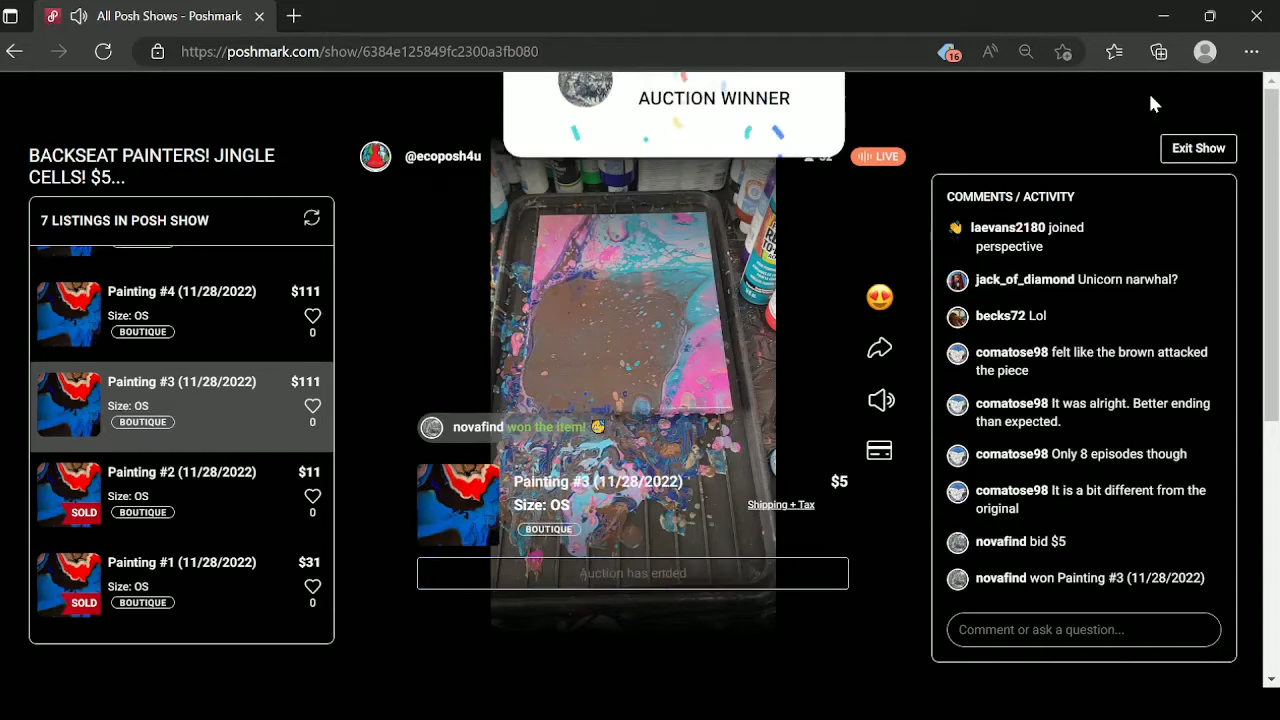 All Posh Shows - Poshmark
https://poshmark.com/show/6384e125849fc2300a3fb080
16
AUCTION WINNER
BACKSEAT PAINTERS! JINGLE
CELLS! $5...
@ecoposh4u
LIVE
Exit Show
7 LISTINGS IN POSH SHOW
Painting #4 (11/28/2022) $111
Size: OS
BOUTIQUE
0
Painting #3 (11/28/2022) $111
Size: OS
BOUTIQUE
0
Painting #2 (11/28/2022) $11
Size: OS
SOLD
BOUTIQUE
0
Painting #1 (11/28/2022) $31
Size: OS
SOLD
BOUTIQUE
0
novafind won the item!
Painting #3 (11/28/2022) $5
Size: OS
Shipping + Tax
BOUTIQUE
Auction has ended
COMMENTS / ACTIVITY
laevans2180 joined
perspective
jack_of_diamond Unicorn narwhal?
becks72 Lol
comatose98 felt like the brown attacked
the piece
comatose98 It was alright. Better ending
than expected.
comatose98 Only 8 episodes though
comatose98 It is a bit different from the
original
novafind bid $5
novafind won Painting #3 (11/28/2022)
Comment or ask a question...